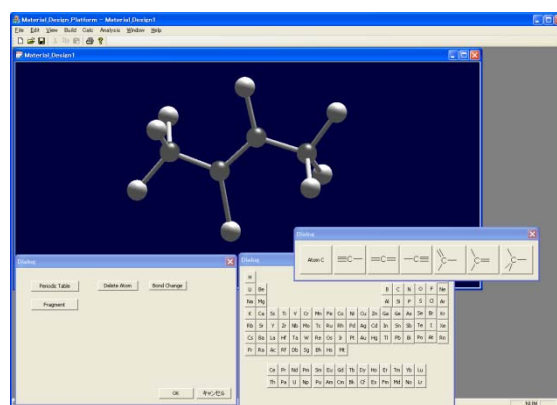 Material_Design_Platform - Material_Design1
File Edit View Build Calc Analysis Window Help
Material_Design1
Dialog
Atom C
Dialog
Periodic Table Delete Atom Bond Change
Fragment
OK キャンセル
Dialog
H
Li Be B C N O F Ne
Na Mg Al Si P S Cl Ar
K Ca Sc Ti V Cr Mn Fe Co Ni Cu Zn Ga Ge As Se Br Kr
Rb Sr Y Zr Nb Mo Tc Ru Rh Pd Ag Cd In Sn Sb Te I Xe
Cs Ba La Hf Ta W Re Os Ir Pt Au Hg Tl Pb Bi Po At Rn
Fr Ra Ac Rf Db Sg Bh Hs Mt
Ce Pr Nd Pm Sm Eu Gd Tb Dy Ho Er Tm Yb Lu
Th Pa U Np Pu Am Cm Bk Cf Es Fm Md No Lr
NUM